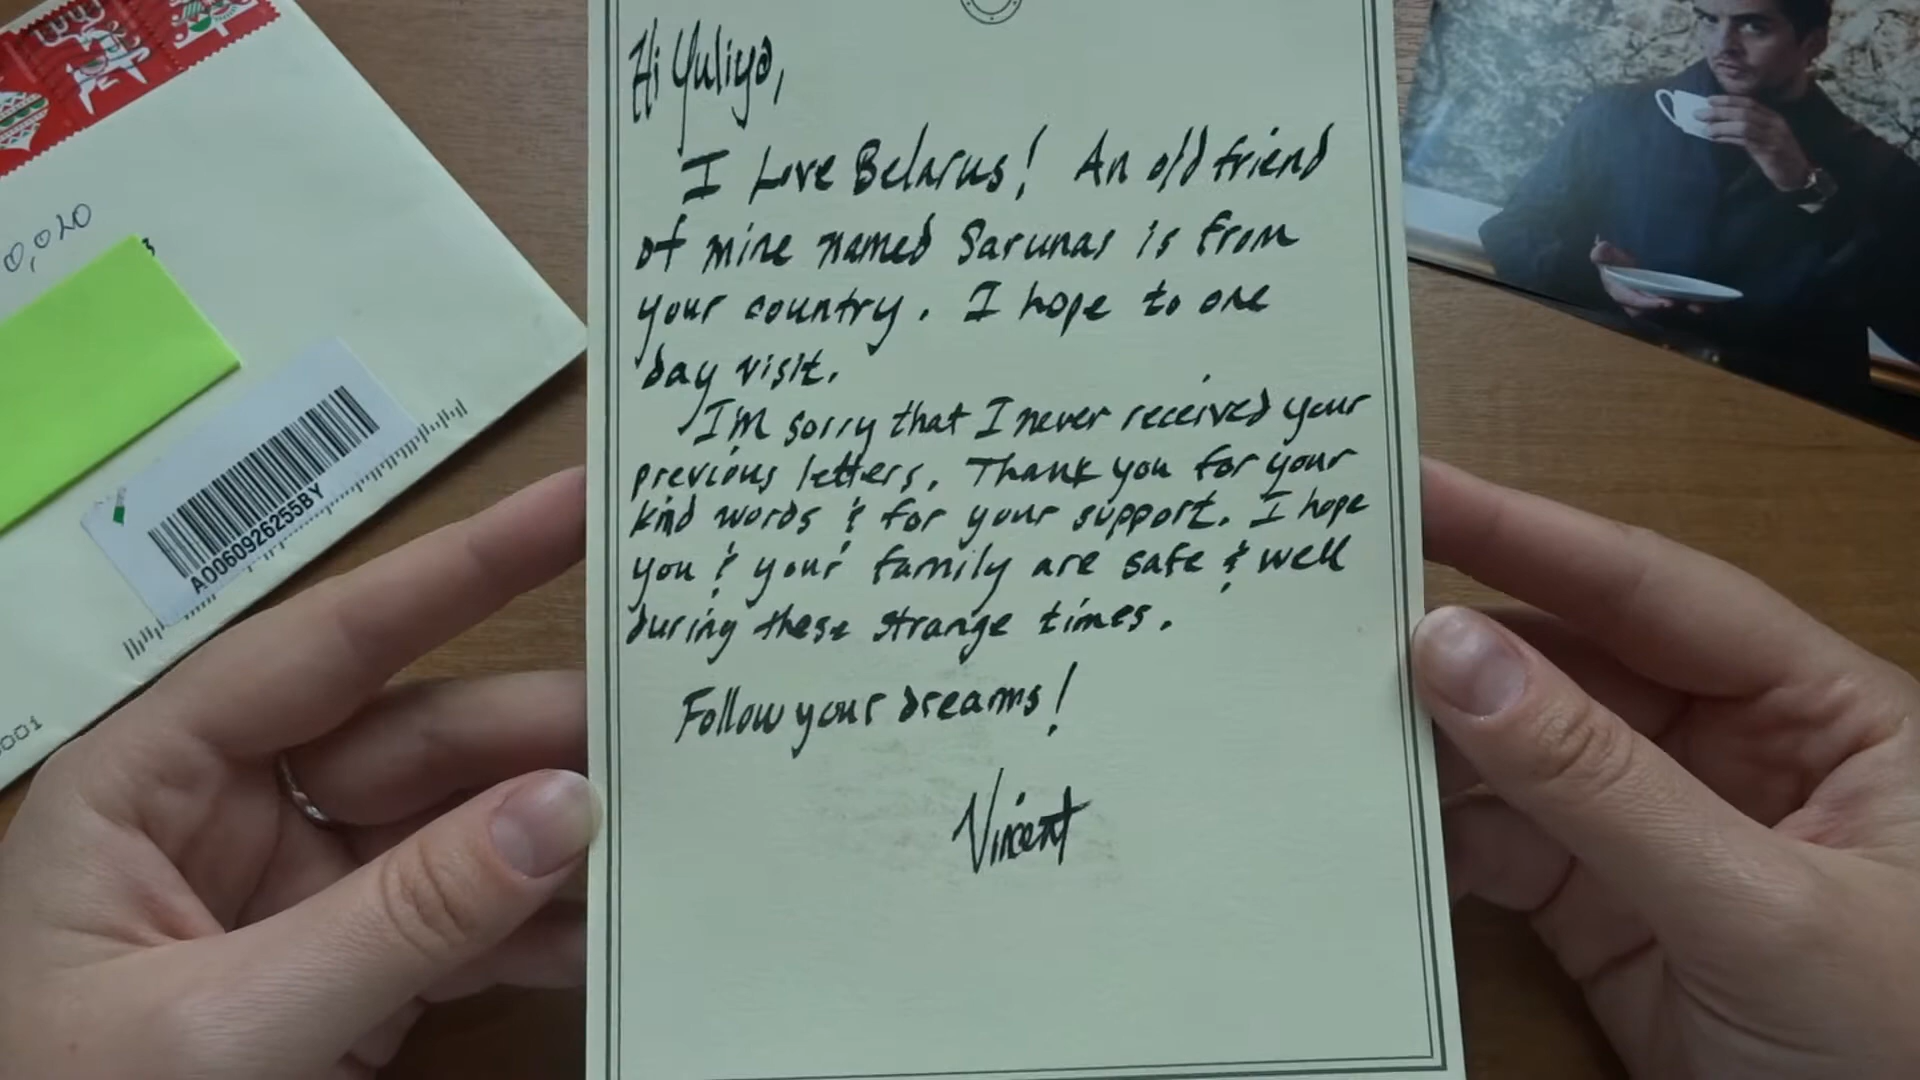 Hi Yuliya,
I Love Belarus! An old friend
of mine named Sarunas is from
your country. I hope to one
day visit.
I'm sorry that I never received your
previous letters. Thank you for your
kind words & for your support. I hope
you & your family are safe & well
during these strange times.
Follow your dreams!
Vincent
A0060926255BY
0001